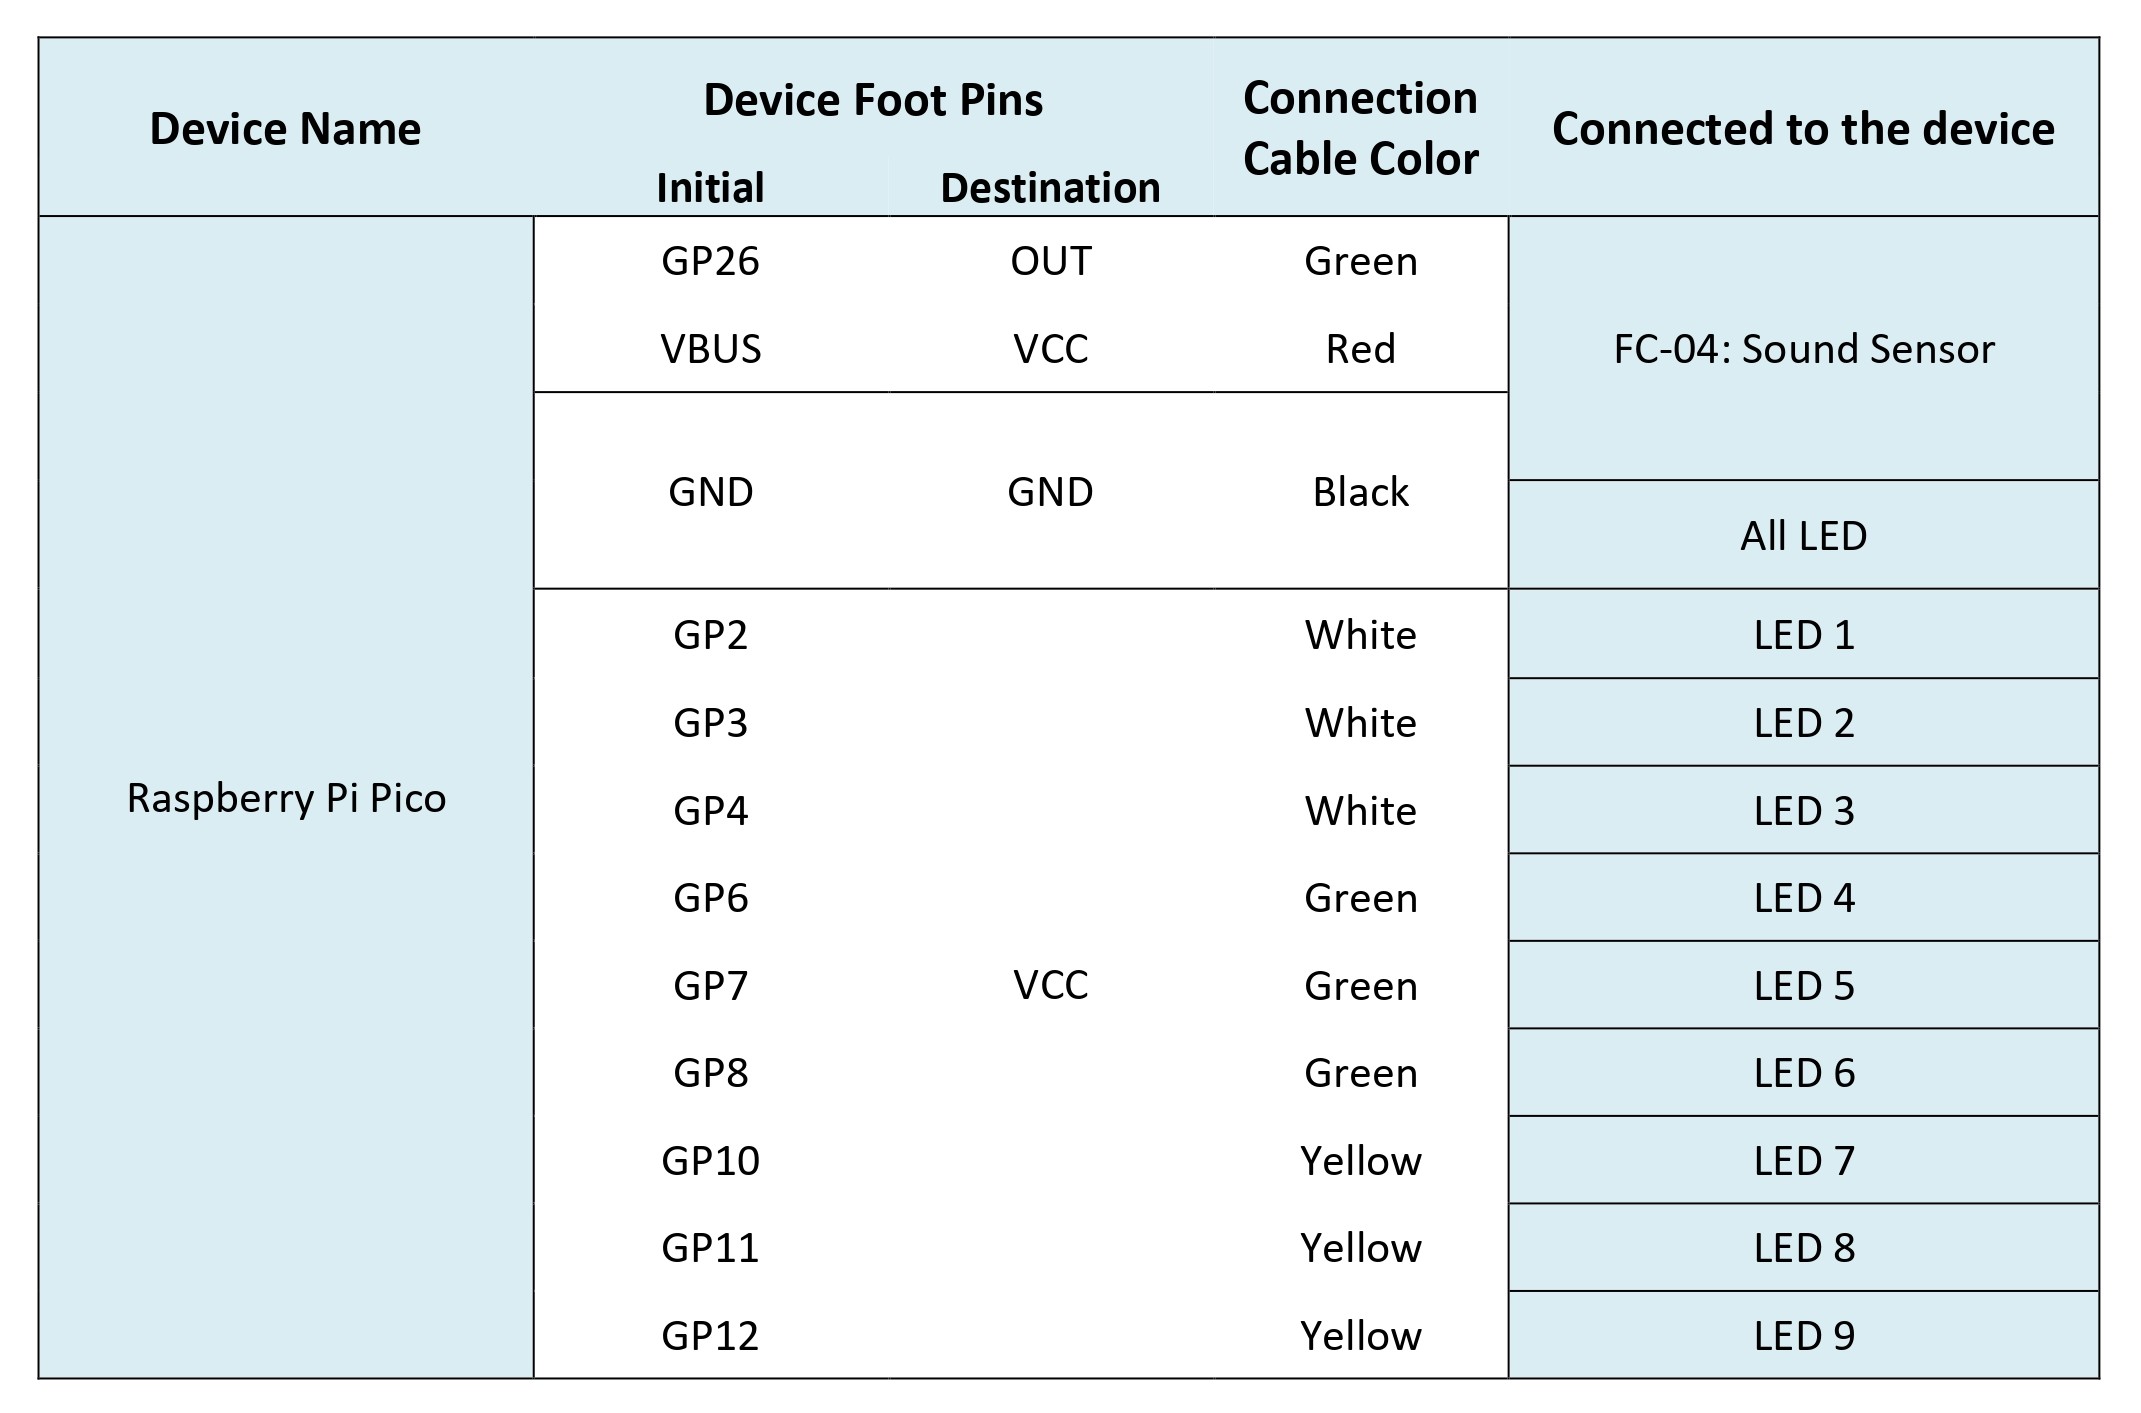 Device Name
Device Foot Pins
Connection
Cable Color
Connected to the device
Initial
Destination
Raspberry Pi Pico
GP26
OUT
Green
FC-04: Sound Sensor
VBUS
VCC
Red
GND
GND
Black
All LED
GP2
White
LED 1
GP3
White
LED 2
GP4
White
LED 3
GP6
Green
LED 4
GP7
VCC
Green
LED 5
GP8
Green
LED 6
GP10
Yellow
LED 7
GP11
Yellow
LED 8
GP12
Yellow
LED 9